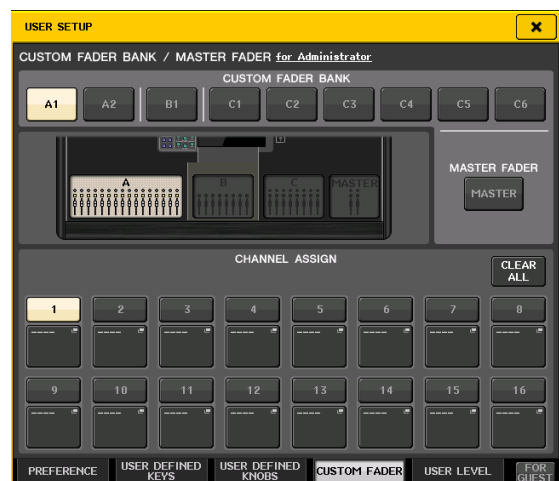 USER SETUP
CUSTOM FADER BANK / MASTER FADER for Administrator
CUSTOM FADER BANK
A1 A2 B1 C1 C2 C3 C4 C5 C6
A B C MASTER
MASTER FADER
MASTER
CHANNEL ASSIGN
CLEAR
ALL
1 2 3 4 5 6 7 8
---- ---- ---- ---- ---- ---- ---- ----
9 10 11 12 13 14 15 16
---- ---- ---- ---- ---- ---- ---- ----
PREFERENCE USER DEFINED KEYS USER DEFINED KNOBS CUSTOM FADER USER LEVEL FOR GUEST